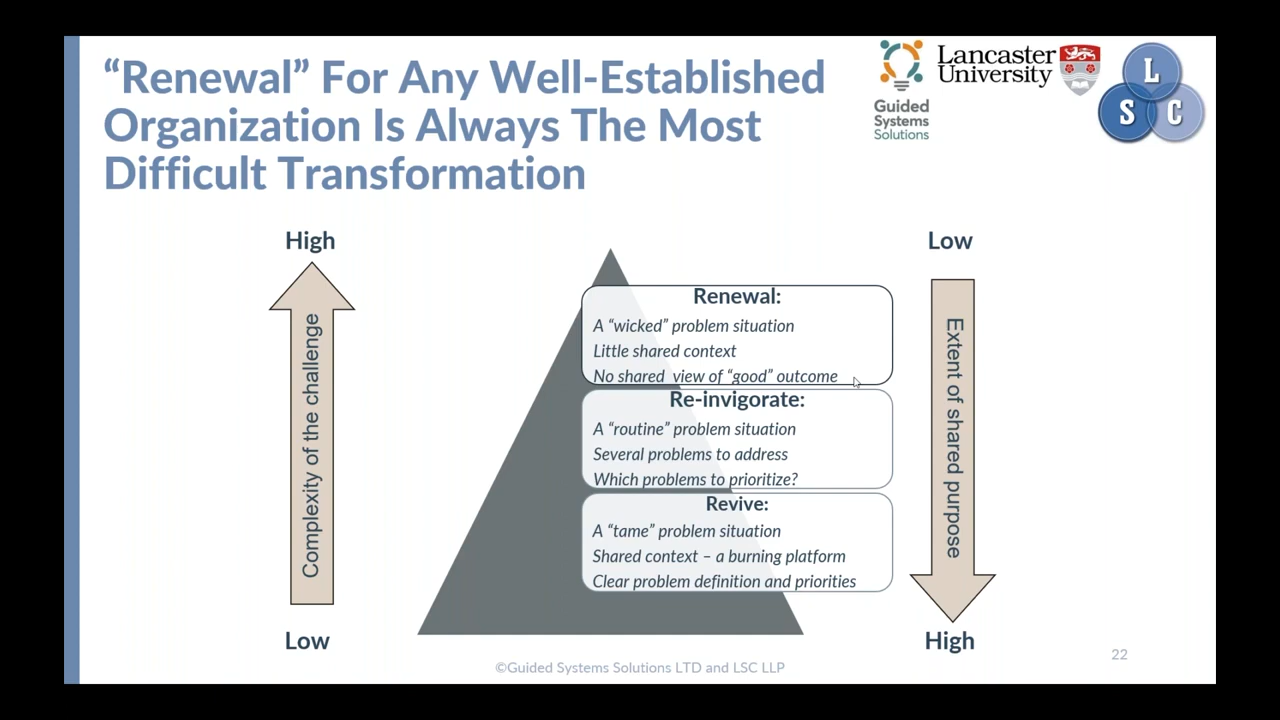 “Renewal” For Any Well-Established
Organization Is Always The Most
Difficult Transformation
Guided
Systems
Solutions
Lancaster
University
L
S
C
High
Complexity of the challenge
Low
Renewal:
A “wicked” problem situation
Little shared context
No shared  view of “good” outcome
Re-invigorate:
A “routine” problem situation
Several problems to address
Which problems to prioritize?
Revive:
A “tame” problem situation
Shared context – a burning platform
Clear problem definition and priorities
Low
Extent of shared purpose
High
©Guided Systems Solutions LTD and LSC LLP
22